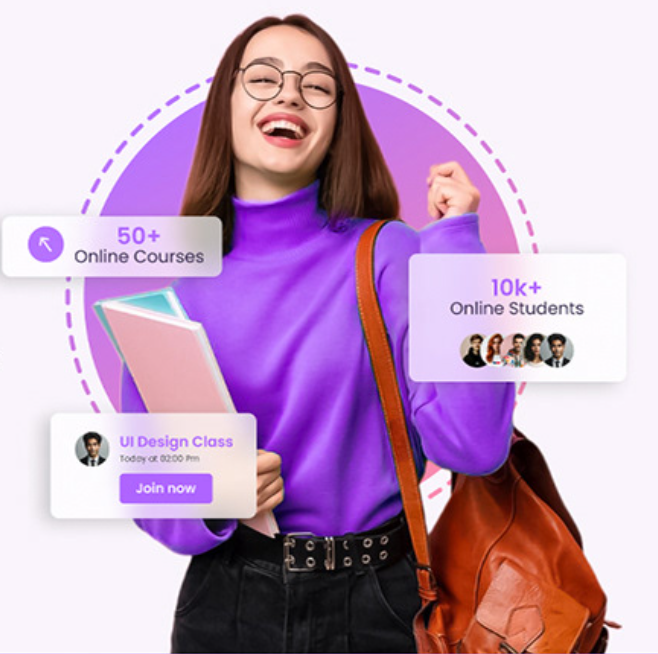 50+
Online Courses
10k+
Online Students
UI Design Class
Today at 02:00 Pm
Join now